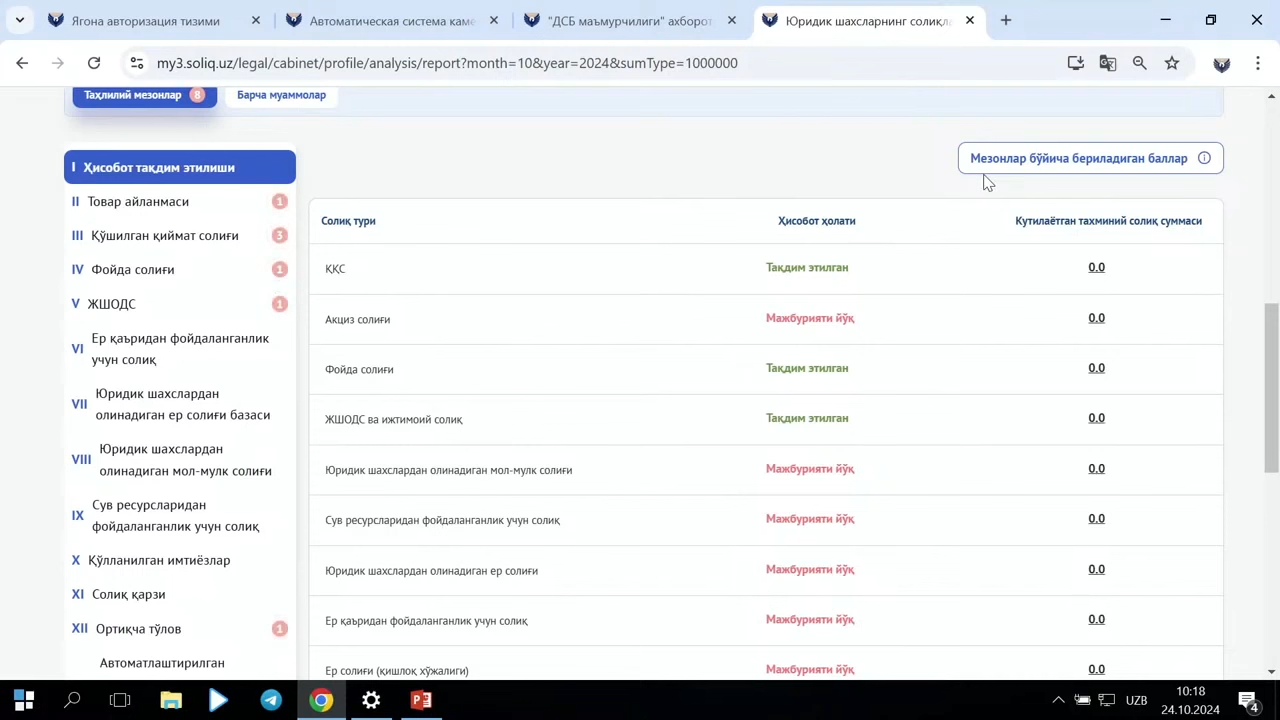 Ягона авторизация тизими
Автоматическая система каме
"ДСБ маъмурчилиги" ахборот
Юридик шахсларнинг солиқла
my3.soliq.uz/legal/cabinet/profile/analysis/report?month=10&year=2024&sumType=1000000
Таҳлилий мезонлар 8
Барча муаммолар
I Ҳисобот тақдим этилиши
Мезонлар бўйича бериладиган баллар
II Товар айланмаси 1
III Қўшилган қиймат солиғи 3
IV Фойда солиғи 1
V ЖШОДС 1
VI Ер қаъридан фойдаланганлик
учун солиқ
VII Юридик шахслардан
олинадиган ер солиғи базаси
VIII Юридик шахслардан
олинадиган мол-мулк солиғи
IX Сув ресурсларидан
фойдаланганлик учун солиқ
X Қўлланилган имтиёзлар
XI Солиқ қарзи
XII Ортиқча тўлов 1
Автоматлаштирилган
Солиқ тури Ҳисобот ҳолати Кутилаётган тахминий солиқ суммаси
ҚҚС Тақдим этилган 0.0
Акциз солиғи Мажбурияти йўқ 0.0
Фойда солиғи Тақдим этилган 0.0
ЖШОДС ва ижтимоий солиқ Тақдим этилган 0.0
Юридик шахслардан олинадиган мол-мулк солиғи Мажбурияти йўқ 0.0
Сув ресурсларидан фойдаланганлик учун солиқ Мажбурияти йўқ 0.0
Юридик шахслардан олинадиган ер солиғи Мажбурияти йўқ 0.0
Ер қаъридан фойдаланганлик учун солиқ Мажбурияти йўқ 0.0
Ер солиғи (қишлоқ хўжалиги) Мажбурияти йўқ 0.0
UZB
10:18
24.10.2024
4